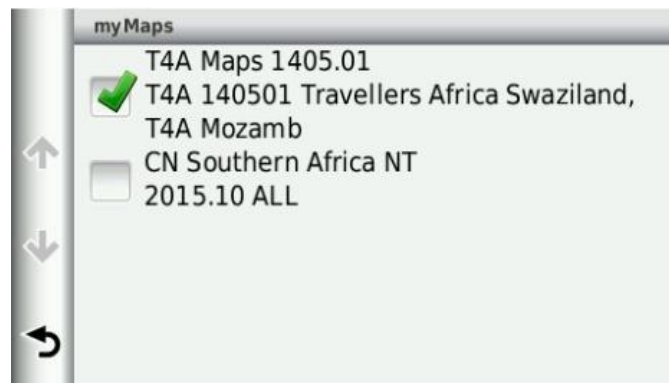 myMaps
T4A Maps 1405.01
T4A 140501 Travellers Africa Swaziland,
T4A Mozamb
CN Southern Africa NT
2015.10 ALL